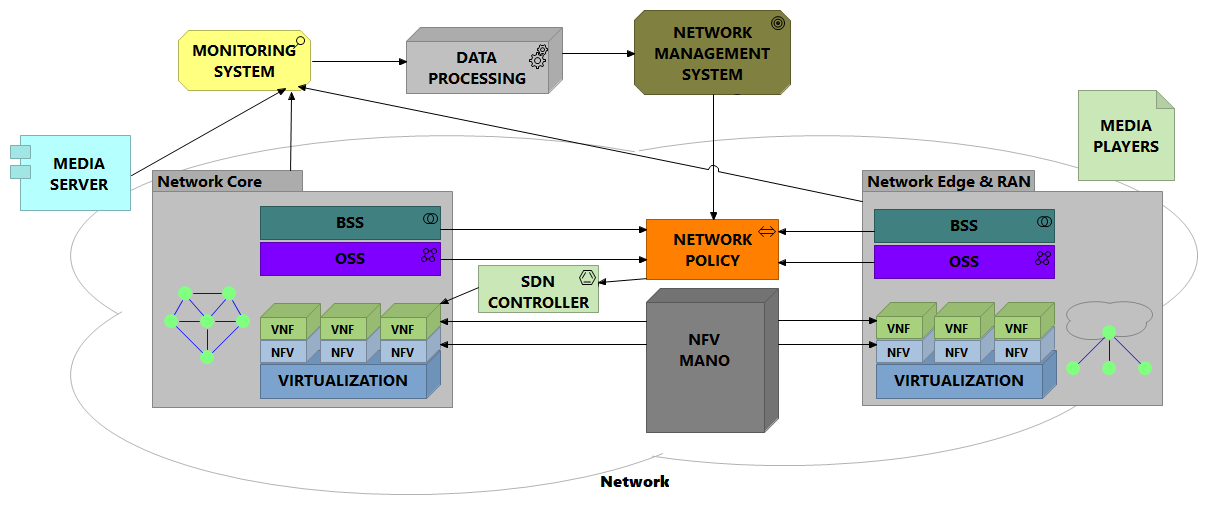 MONITORING
SYSTEM
DATA
PROCESSING
NETWORK
MANAGEMENT
SYSTEM
MEDIA
PLAYERS
MEDIA
SERVER
Network Core
BSS
OSS
VNF
VNF
VNF
NFV
NFV
NFV
VIRTUALIZATION
NETWORK
POLICY
SDN
CONTROLLER
NFV
MANO
Network Edge & RAN
BSS
OSS
VNF
VNF
VNF
NFV
NFV
NFV
VIRTUALIZATION
Network